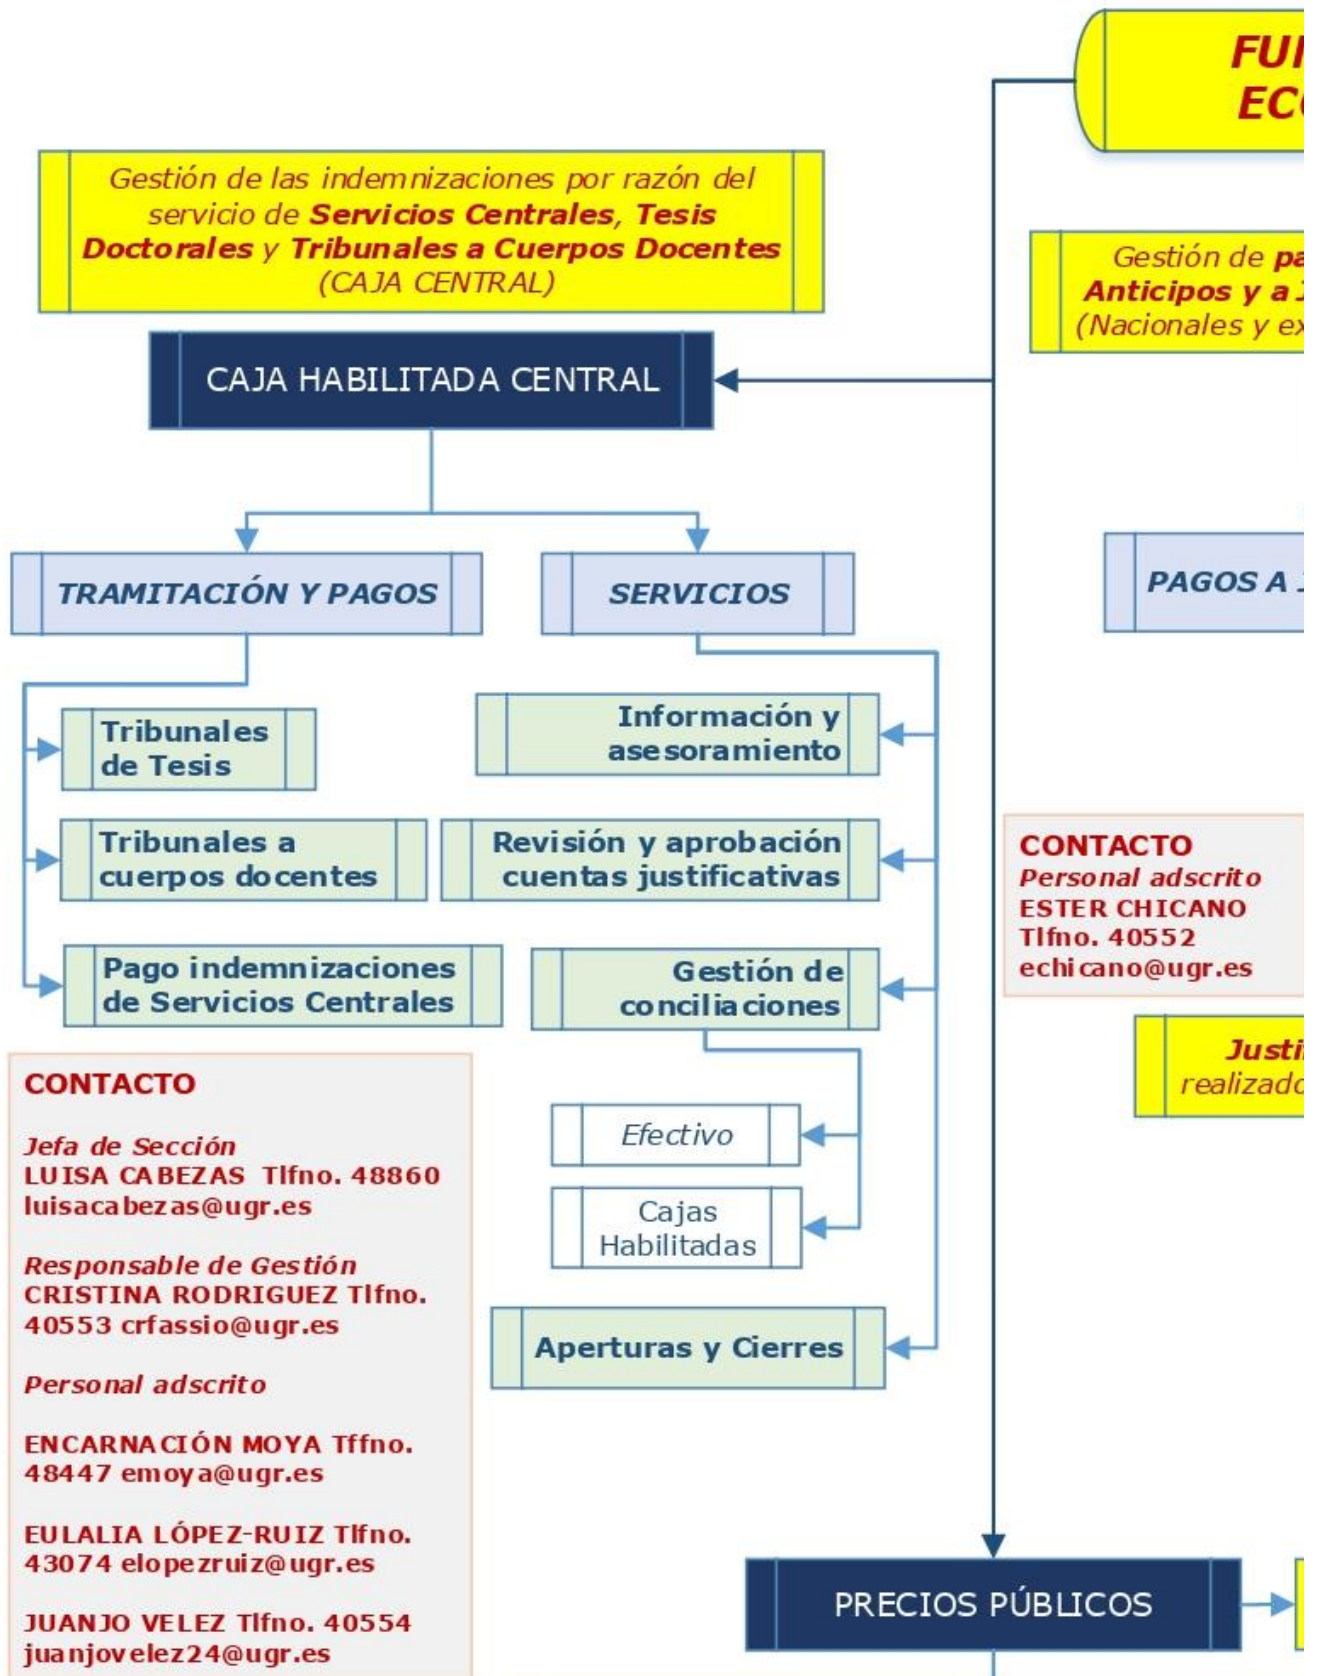 FU
EC
Gestión de las indemnizaciones por razón del
servicio de Servicios Centrales, Tesis
Doctorales y Tribunales a Cuerpos Docentes
(CAJA CENTRAL)
Gestión de
Anticipos y a
(Nacionales y
CAJA HABILITADA CENTRAL
TRAMITACIÓN Y PAGOS
SERVICIOS
PAGOS A
Tribunales
de Tesis
Tribunales a
cuerpos docentes
Pago indemnizaciones
de Servicios Centrales
Información y
asesoramiento
Revisión y aprobación
cuentas justificativas
Gestión de
conciliaciones
Efectivo
Cajas
Habilitadas
Aperturas y Cierres
CONTACTO
Personal adscrito
ESTER CHICANO
Tlfno. 40552
echicano@ugr.es
Justi
realizado
CONTACTO
Jefa de Sección
LUISA CABEZAS Tlfno. 48860
luisacabezas@ugr.es
Responsable de Gestión
CRISTINA RODRIGUEZ Tlfno.
40553 crfassio@ugr.es
Personal adscrito
ENCARNACIÓN MOYA Tffno.
48447 emoya@ugr.es
EULALIA LÓPEZ-RUIZ Tlfno.
43074 elopezruiz@ugr.es
JUANJO VELEZ Tlfno. 40554
juanjovelez24@ugr.es
PRECIOS PÚBLICOS